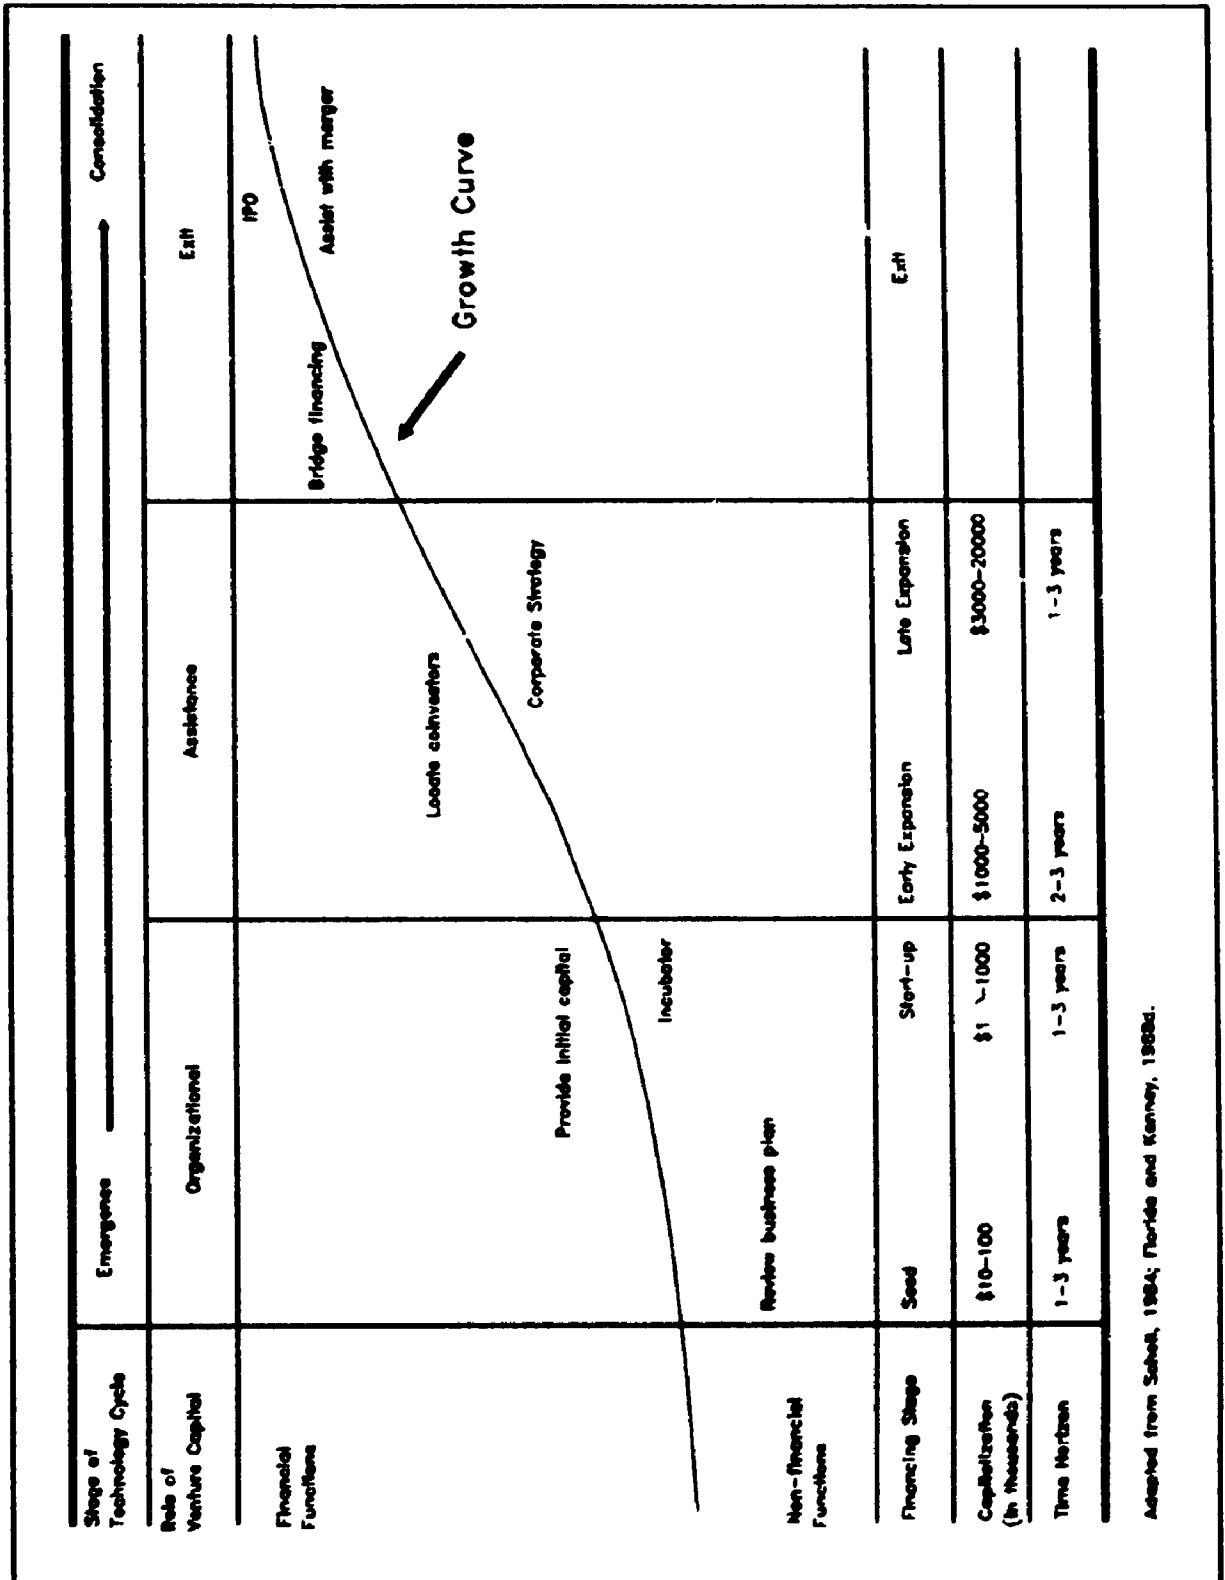 Stage of
Technology Cycle
Emergence
Consolidation
Role of
Venture Capital
Organizational
Assistance
Exit
Financial
Functions
IPO
Bridge financing
Assist with merger
Growth Curve
Locate coinvestors
Corporate Strategy
Provide initial capital
Incubator
Review business plan
Non-financial
Functions
Financing Stage
Seed
Start-up
Early Expansion
Late Expansion
Exit
Capitalization
(in thousands)
$10-100
-1000
$1000-5000
$3000-20000
Time Horizon
1-3 years
1-3 years
2-3 years
1-3 years
Adapted from 1984; Florida and Kenney, 1988d.